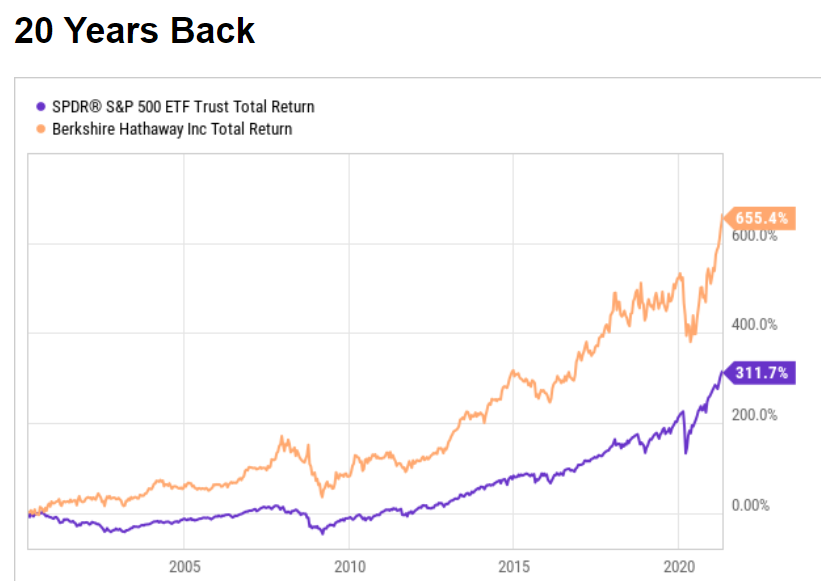 20 Years Back
SPDR® S&P 500 ETF Trust Total Return
Berkshire Hathaway Inc Total Return
655.4%
600.0%
400.0%
311.7%
200.0%
0.00%
2005 2010 2015 2020